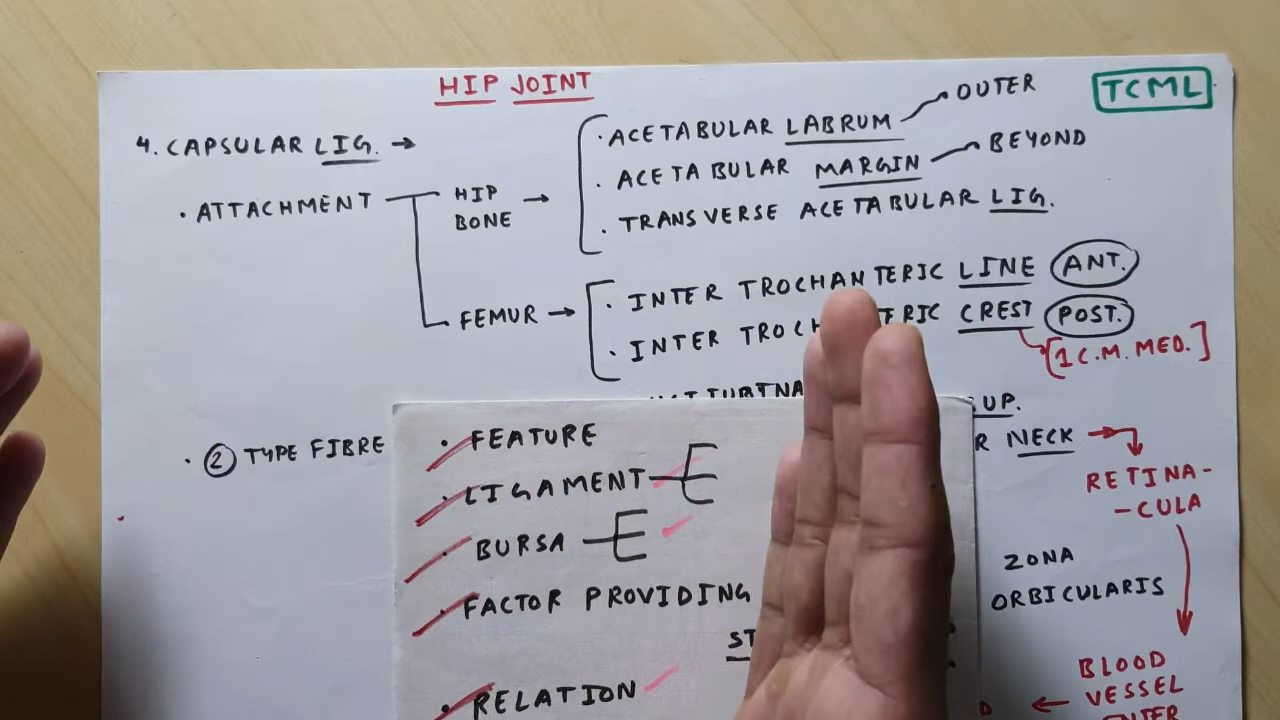 HIP JOINT
TCML
4. CAPSULAR LIG. →
· ATTACHMENT
HIP BONE →
· ACETABULAR LABRUM
OUTER
· ACETABULAR MARGIN
BEYOND
· TRANSVERSE ACETABULAR LIG.
FEMUR →
· INTER TROCHANTERIC LINE ANT.
· INTER CREST POST.
[1 C.M. MED.]
UP.
· ② TYPE FIBRE
NECK →
RETINA-
-CULA
ZONA
ORBICULARIS
BLOOD
VESSEL
←
· FEATURE
· LIGAMENT
· BURSA
· FACTOR PROVIDING
· RELATION